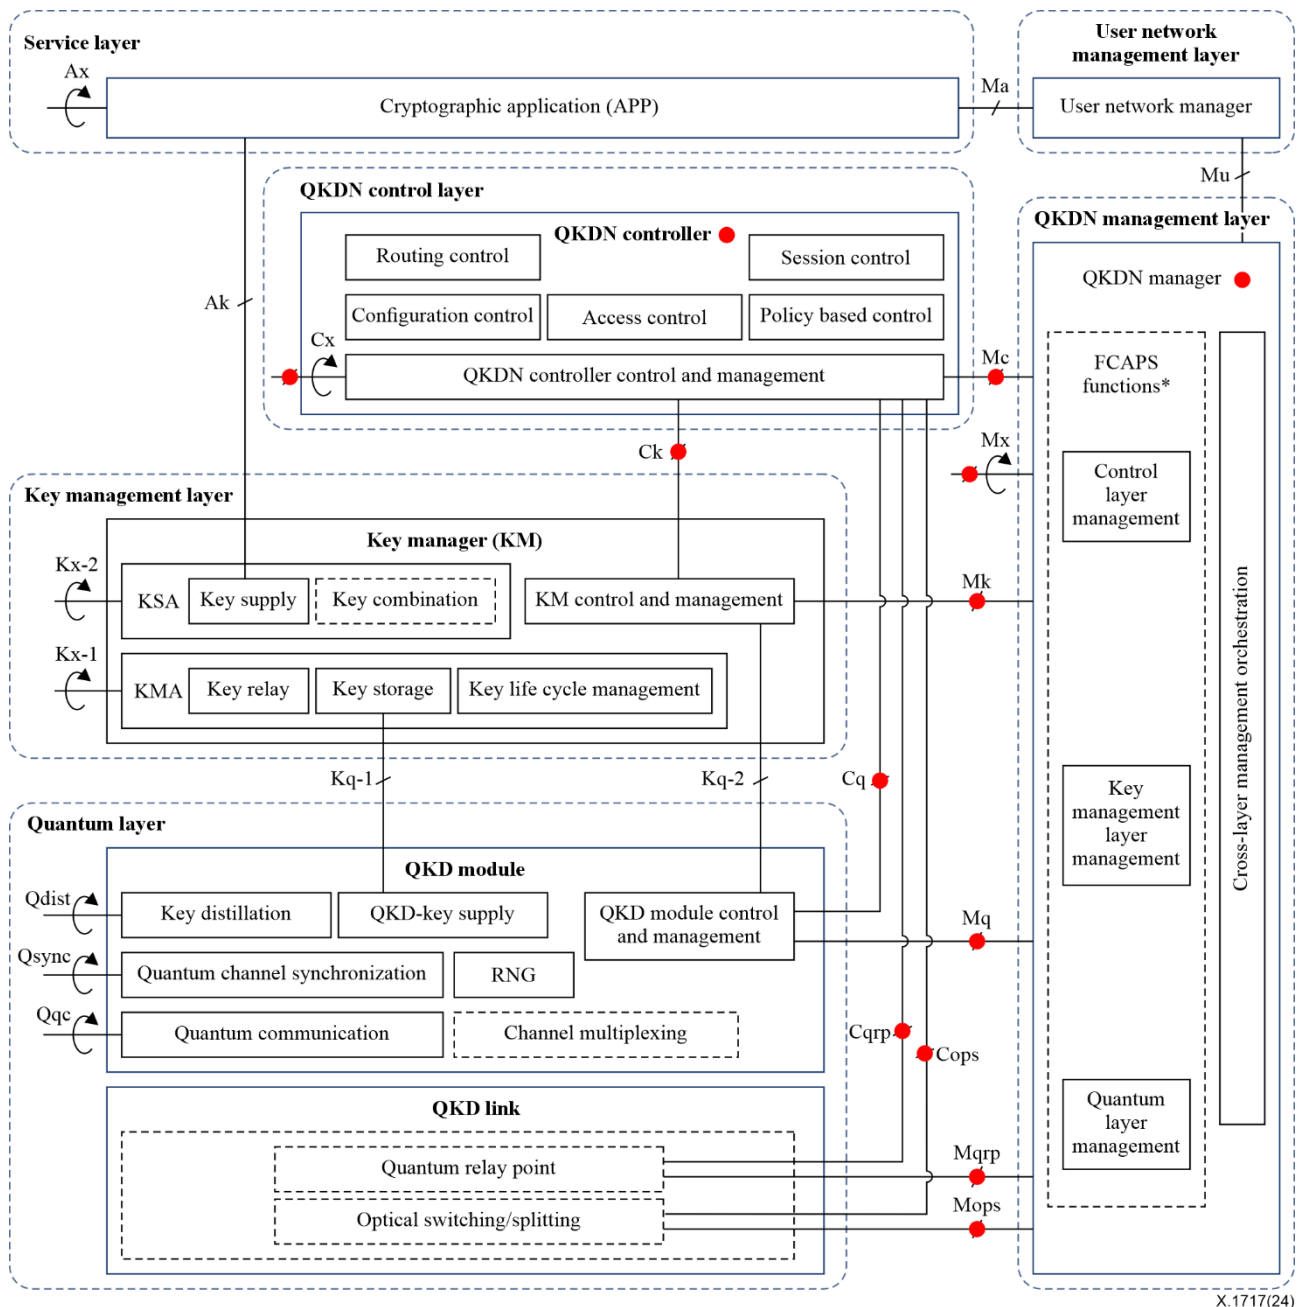 Service layer
Ax
Cryptographic application (APP)
Ma
User network
management layer
User network manager
Mu
QKDN control layer
QKDN controller
Routing control
Session control
Configuration control
Access control
Policy based control
Ak
Cx
QKDN controller control and management
Mc
Ck
Mx
QKDN management layer
QKDN manager
FCAPS
functions*
Control
layer
management
Key
management
layer
management
Quantum
layer
management
Cross-layer management orchestration
Key management layer
Key manager (KM)
Kx-2
KSA
Key supply
Key combination
KM control and management
Mk
Kx-1
KMA
Key relay
Key storage
Key life cycle management
Kq-1
Kq-2
Cq
Quantum layer
QKD module
Qdist
Key distillation
QKD-key supply
QKD module control
and management
Mq
Qsync
Quantum channel synchronization
RNG
Qqc
Quantum communication
Channel multiplexing
Cqrp
Cops
QKD link
Quantum relay point
Mqrp
Optical switching/splitting
Mops
X.1717(24)